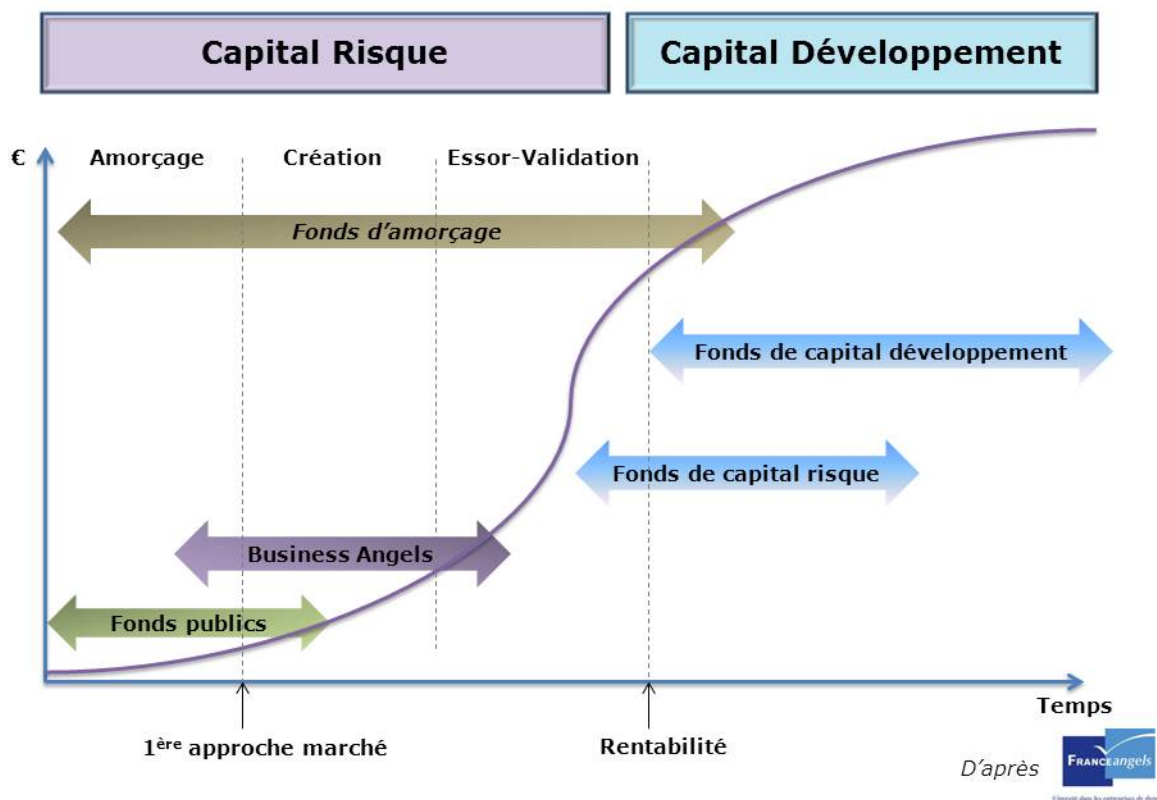 Capital Risque
Capital Développement
€
Amorçage
Création
Essor-Validation
Fonds d'amorçage
Fonds de capital développement
Fonds de capital risque
Business Angels
Fonds publics
Temps
1ère approche marché
Rentabilité
D'après
FRANCEangels